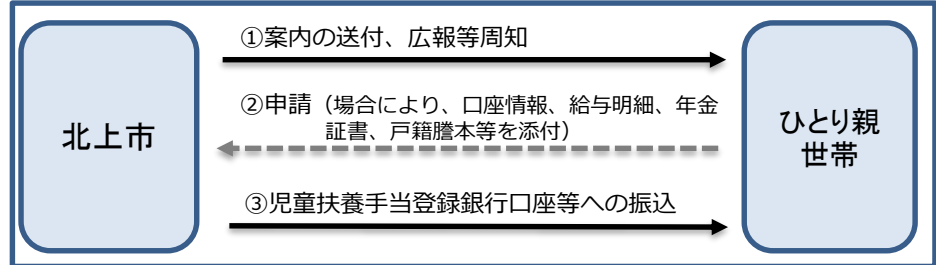 ①案内の送付、広報等周知
②申請（場合により、口座情報、給与明細、年金
証書、戸籍謄本等を添付）
北上市
ひとり親
世帯
③児童扶養手当登録銀行口座等への振込